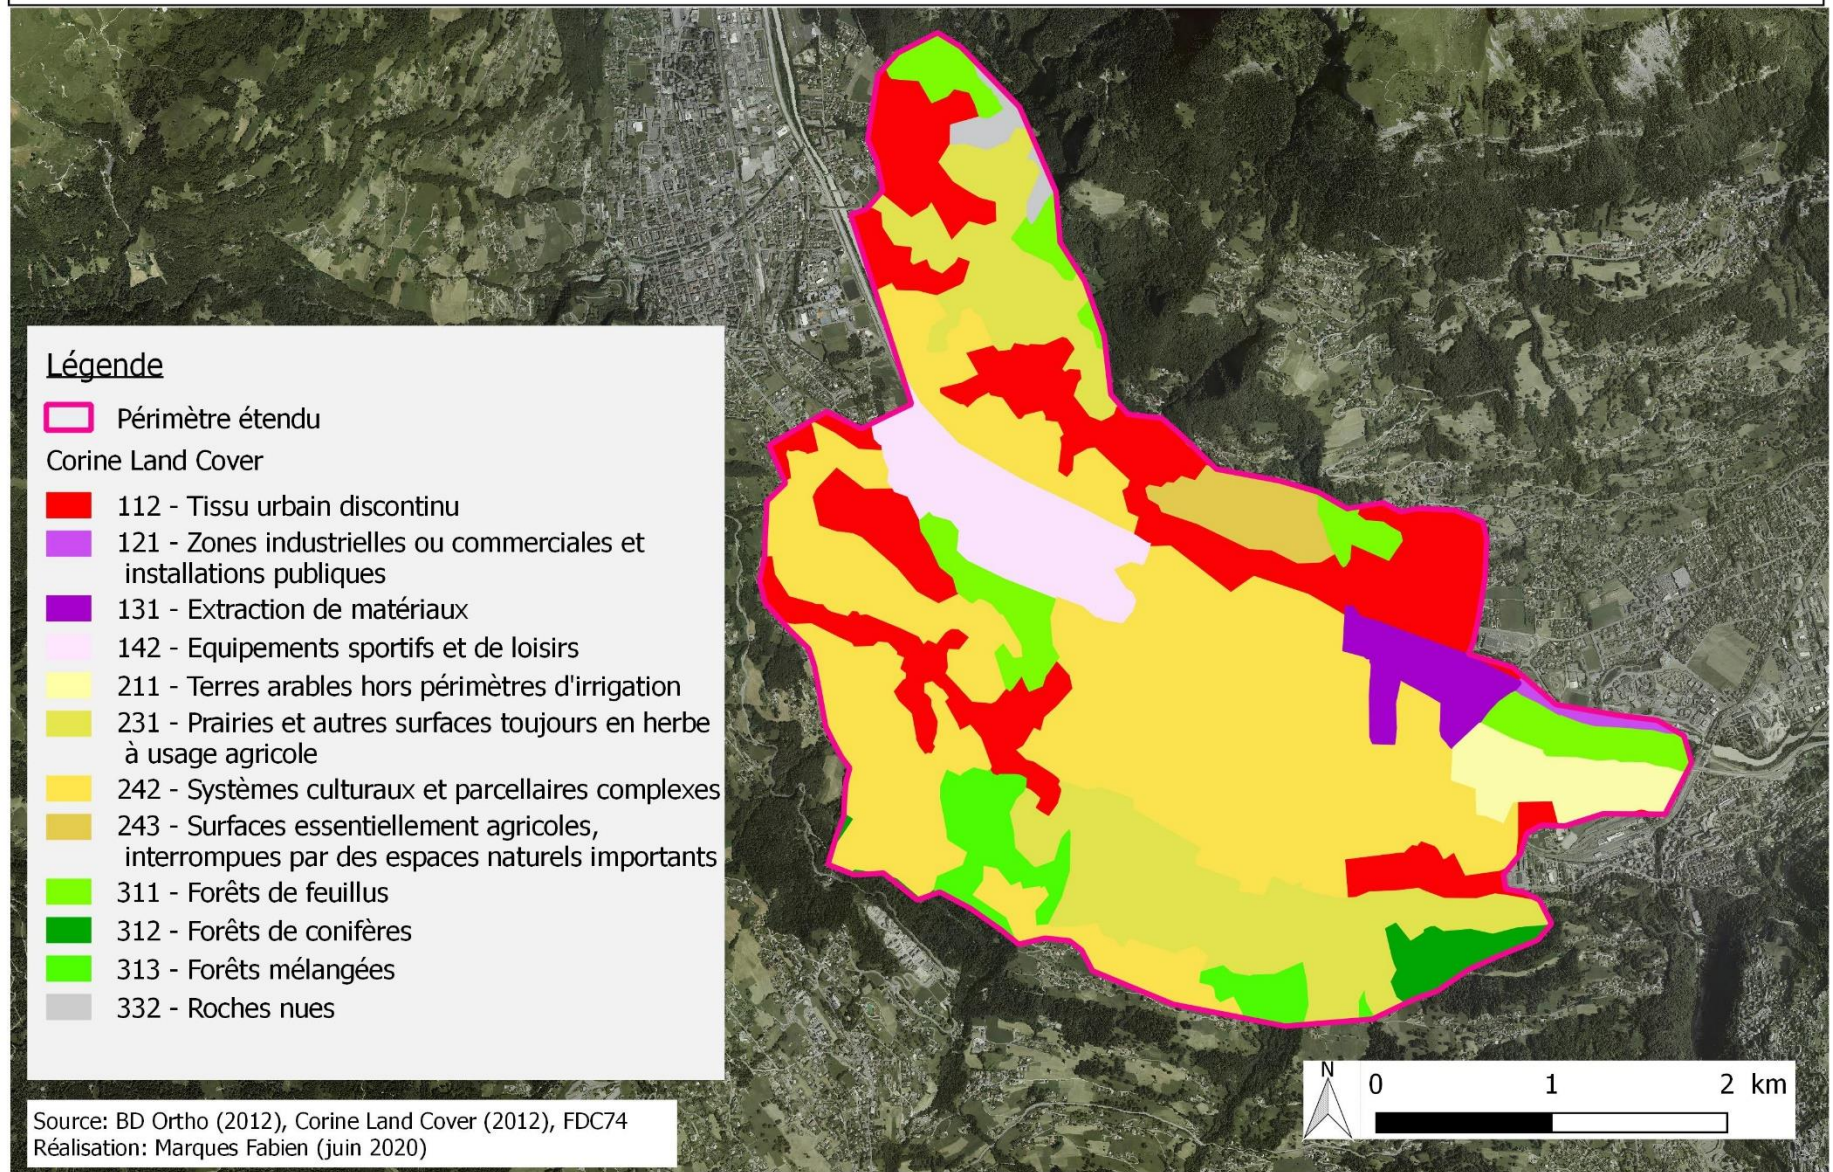 Légende
Périmètre étendu
Corine Land Cover
112 - Tissu urbain discontinu
121 - Zones industrielles ou commerciales et
installations publiques
131 - Extraction de matériaux
142 - Equipements sportifs et de loisirs
211 - Terres arables hors périmètres d'irrigation
231 - Prairies et autres surfaces toujours en herbe
à usage agricole
242 - Systèmes culturaux et parcellaires complexes
243 - Surfaces essentiellement agricoles,
interrompues par des espaces naturels importants
311 - Forêts de feuillus
312 - Forêts de conifères
313 - Forêts mélangées
332 - Roches nues
Source: BD Ortho (2012), Corine Land Cover (2012), FDC74
Réalisation: Marques Fabien (juin 2020)
N
0 1 2 km